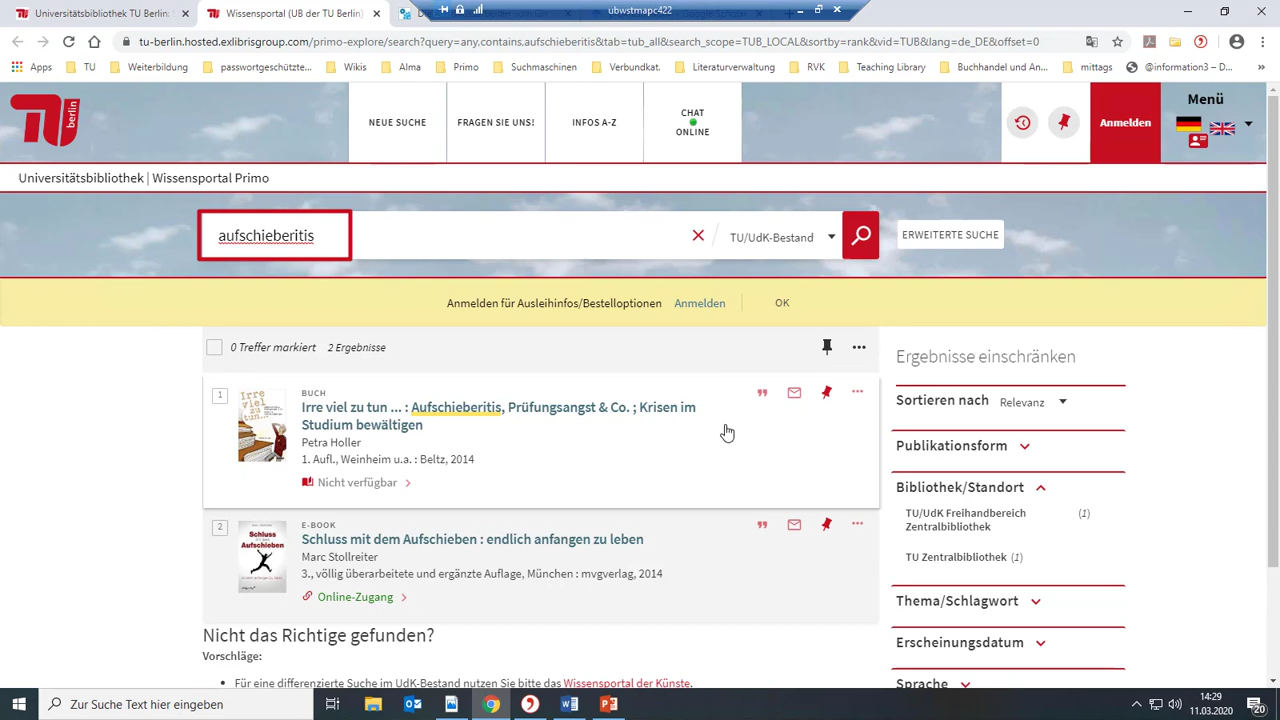 Wissensportal (UB der TU Berlin)
Wissensportal (UB der TU Berlin)
ubwstmapc422
tu-berlin.hosted.exlibrisgroup.com/primo-explore/search?query=any,contains,aufschieberitis&tab=tub_all&search_scope=TUB_LOCAL&sortby=rank&vid=TUB&lang=de_DE&offset=0
Apps TU Weiterbildung passwortgeschützte... Wikis Alma Primo Suchmaschinen Verbundkat. Literaturverwaltung RVK Teaching Library Buchhandel und An... mittags @information3 – D... »
TU berlin
NEUE SUCHE FRAGEN SIE UNS! INFOS A-Z CHAT ONLINE
Anmelden
Menü
Universitätsbibliothek | Wissensportal Primo
aufschieberitis
TU/UdK-Bestand
ERWEITERTE SUCHE
Anmelden für Ausleihinfos/Bestelloptionen Anmelden OK
0 Treffer markiert 2 Ergebnisse
1
BUCH
Irre viel zu tun ... : Aufschieberitis, Prüfungsangst & Co. ; Krisen im
Studium bewältigen
Petra Holler
1. Aufl., Weinheim u.a. : Beltz, 2014
Nicht verfügbar
2
E-BOOK
Schluss mit dem Aufschieben : endlich anfangen zu leben
Marc Stollreiter
3., völlig überarbeitete und ergänzte Auflage, München : mvgverlag, 2014
Online-Zugang
Nicht das Richtige gefunden?
Vorschläge:
Für eine differenzierte Suche im UdK-Bestand nutzen Sie bitte das Wissensportal der Künste.
Ergebnisse einschränken
Sortieren nach Relevanz
Publikationsform
Bibliothek/Standort
TU/UdK Freihandbereich (1)
Zentralbibliothek
TU Zentralbibliothek (1)
Thema/Schlagwort
Erscheinungsdatum
Sprache
Zur Suche Text hier eingeben
14:29
11.03.2020
20